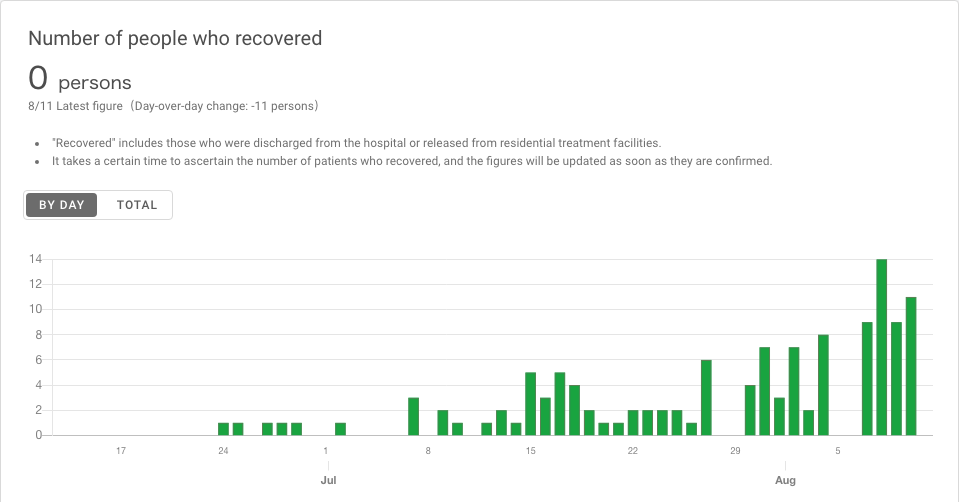 Number of people who recovered
0 persons
8/11 Latest figure（Day-over-day change: -11 persons）
• "Recovered" includes those who were discharged from the hospital or released from residential treatment facilities.
• It takes a certain time to ascertain the number of patients who recovered, and the figures will be updated as soon as they are confirmed.
BY DAY TOTAL
14
12
10
8
6
4
2
0
17 24 1 8 15 22 29 5
Jul Aug